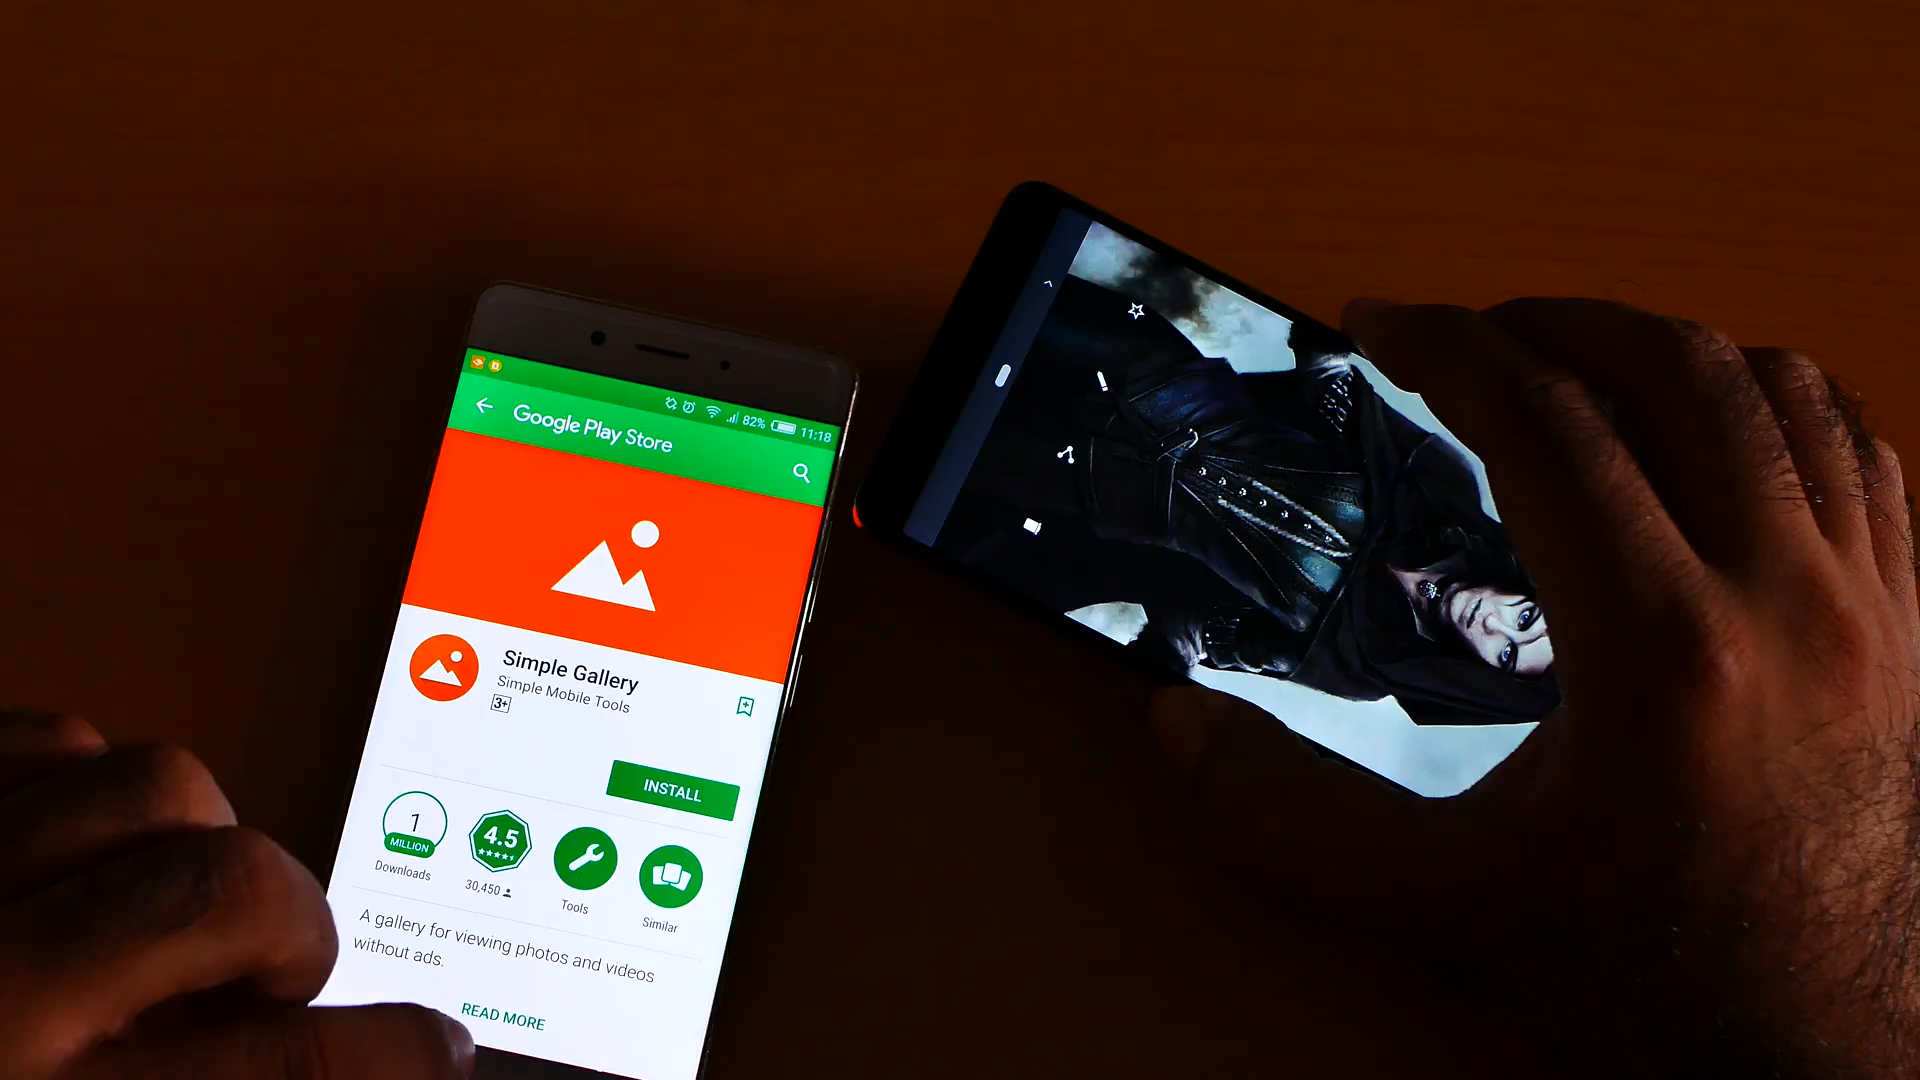 82% 11:18
Google Play Store
Simple Gallery
Simple Mobile Tools
3+
INSTALL
1
MILLION
Downloads
4.5
30,450
Tools
Similar
A gallery for viewing photos and videos
without ads.
READ MORE